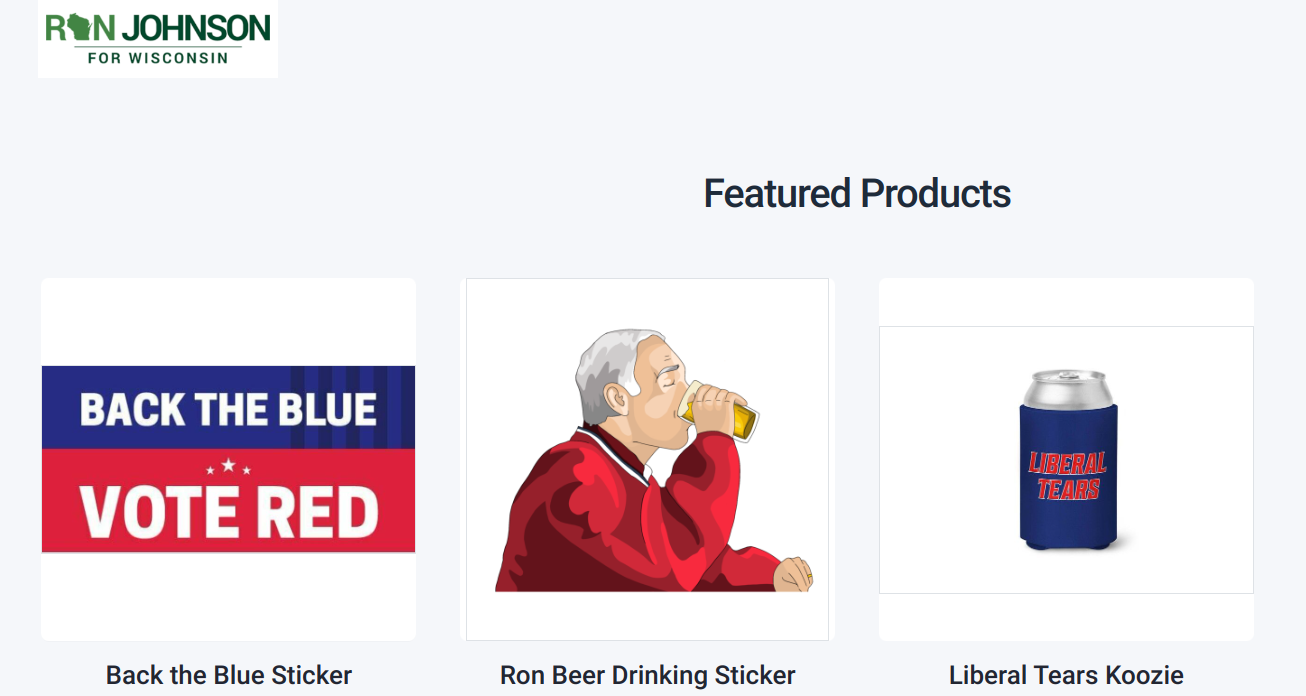 RON JOHNSON
FOR WISCONSIN
Featured Products
BACK THE BLUE
VOTE RED
LIBERAL
TEARS
Back the Blue Sticker
Ron Beer Drinking Sticker
Liberal Tears Koozie